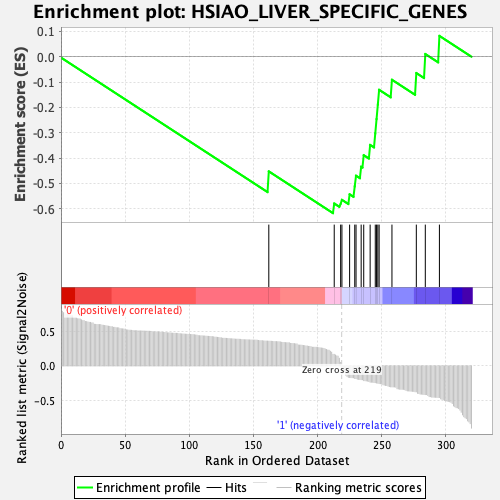 Enrichment plot: HSIAO_LIVER_SPECIFIC_GENES
Enrichment score (ES)
0.1
0.0
-0.1
-0.2
-0.3
-0.4
-0.5
-0.6
'0' (positively correlated)
Ranked list metric (Signal2Noise)
0.5
0.0
-0.5
Zero cross at 219
'1' (negatively correlated)
0 50 100 150 200 250 300
Rank in Ordered Dataset
Enrichment profile Hits Ranking metric scores